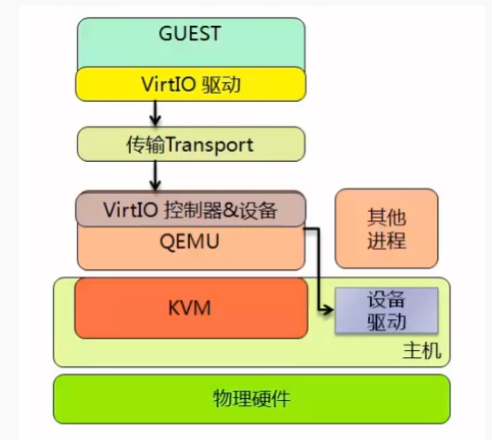 GUEST
VirtIO 驱动
传输Transport
VirtIO 控制器&设备
QEMU
其他
进程
KVM
设备
驱动
主机
物理硬件